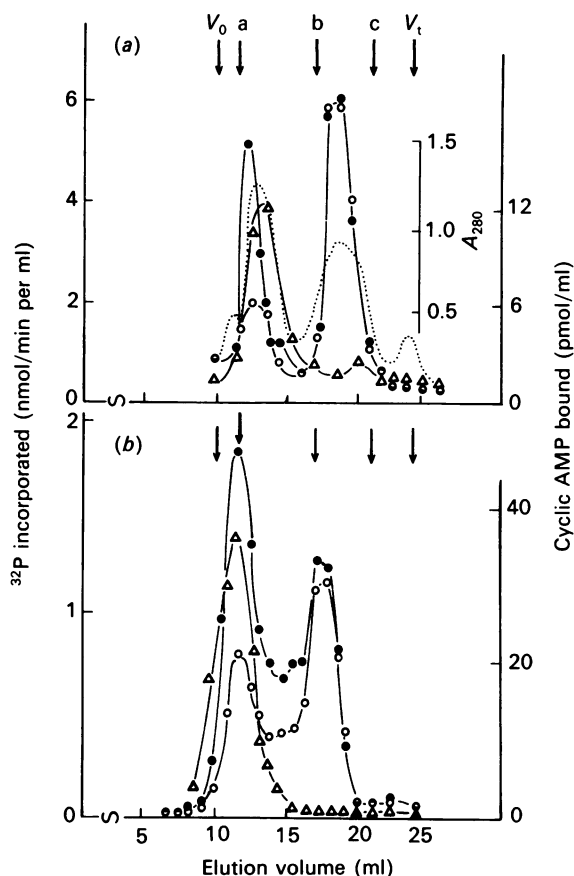 V₀ a b c Vₜ
(a)
6
4
2
0
1.5
1.0
0.5
A₂₈₀
12
6
0
(b)
2
1
0
40
20
0
³²P incorporated (nmol/min per ml)
Cyclic AMP bound (pmol/ml)
5 10 15 20 25
Elution volume (ml)